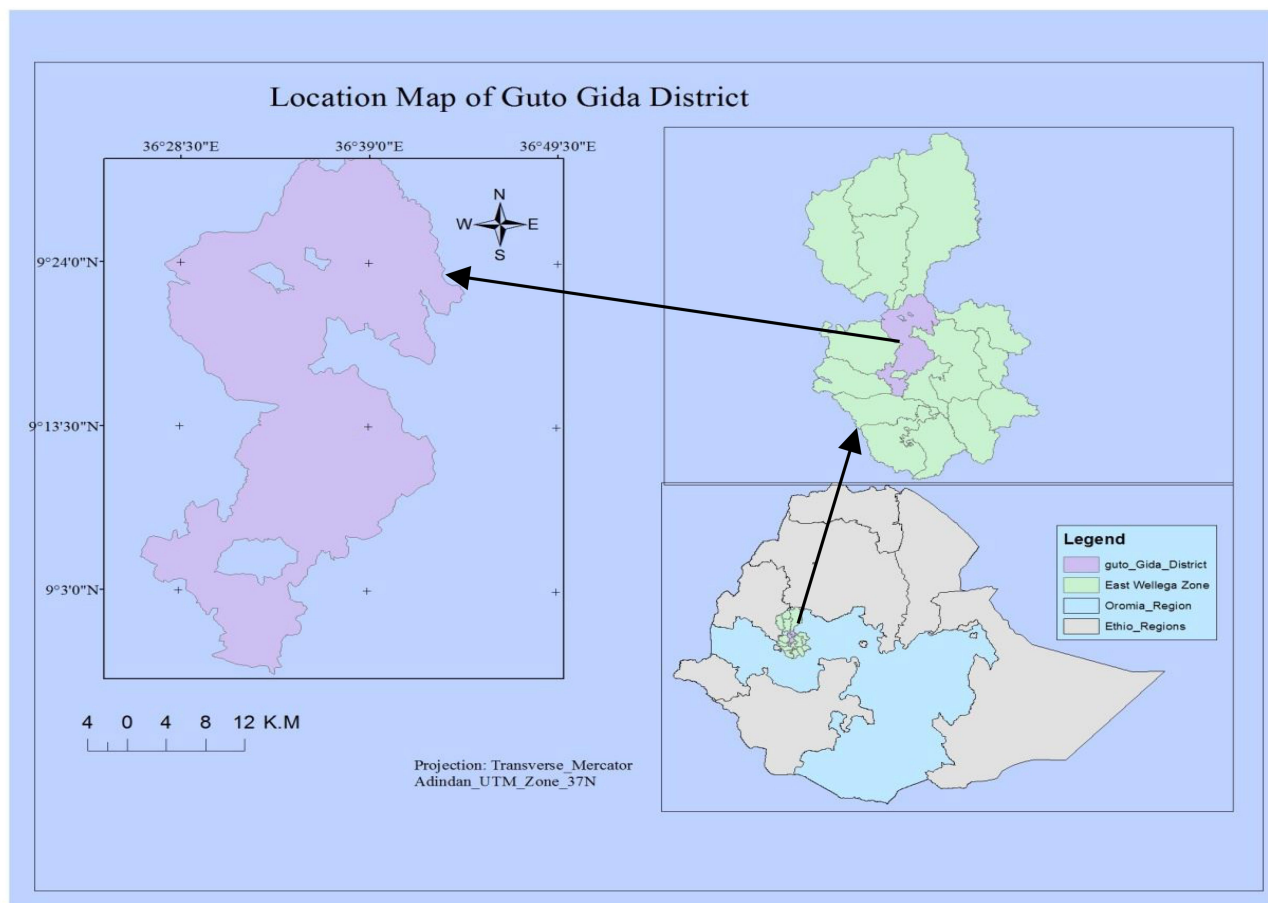 Location Map of Guto Gida District
36°28'30"E 36°39'0"E 36°49'30"E
N
W E
S
9°24'0"N
9°13'30"N
9°3'0"N
4 0 4 8 12 K.M
Projection: Transverse_Mercator
Adindan_UTM_Zone_37N
Legend
guto_Gida_District
East Wellega Zone
Oromia_Region
Ethio_Regions